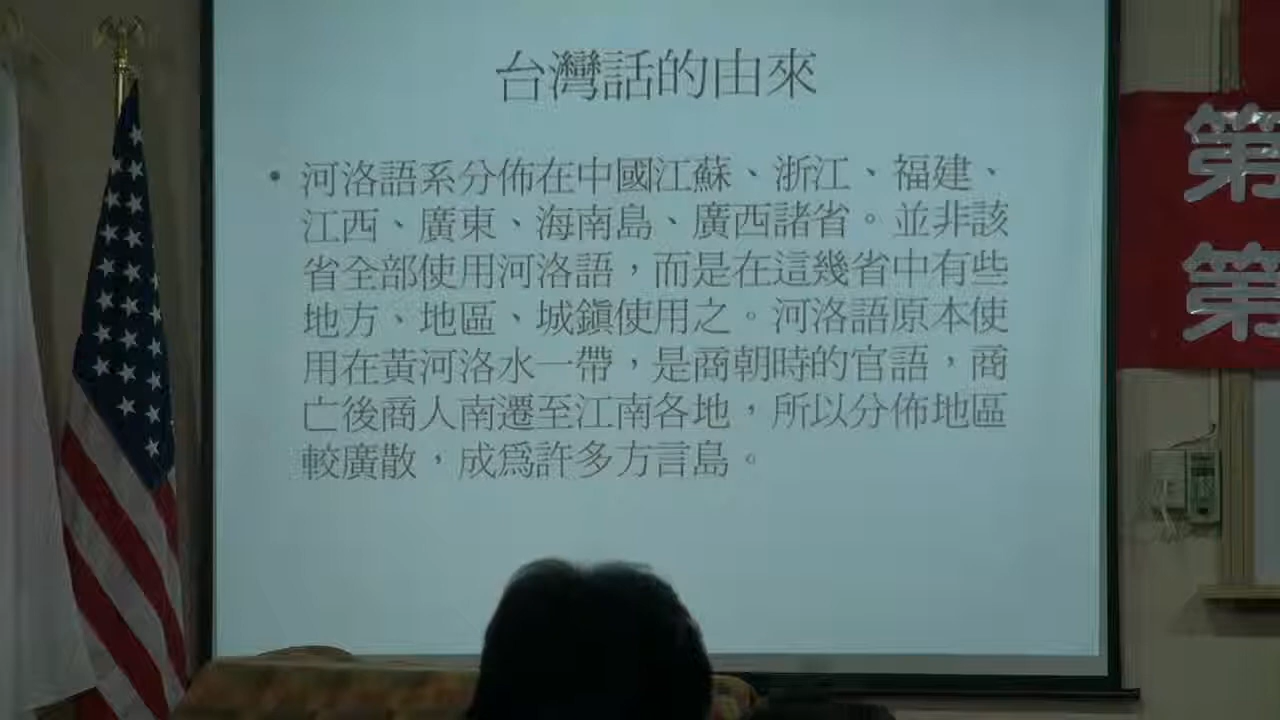 台灣話的由來
• 河洛語系分佈在中國江蘇、浙江、福建、
江西、廣東、海南島、廣西諸省。並非該
省全部使用河洛語，而是在這幾省中有些
地方、地區、城鎮使用之。河洛語原本使
用在黃河洛水一帶，是商朝時的官語，商
亡後商人南遷至江南各地，所以分佈地區
較廣散，成為許多方言島。
第
第